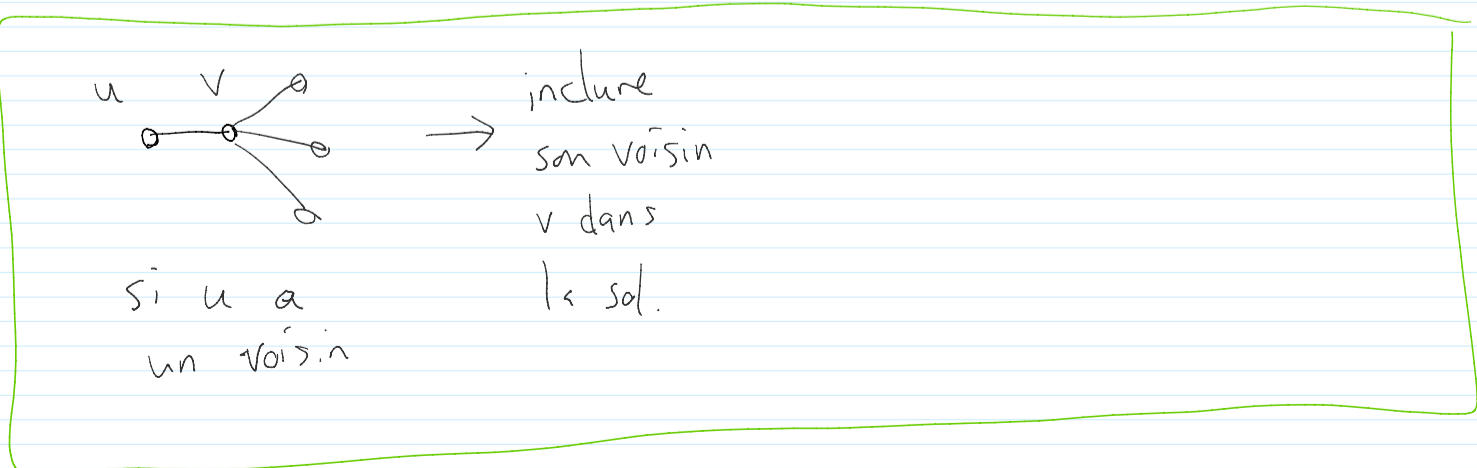 u v
si u a
un voisin
inclure
son voisin
v dans
la sol.